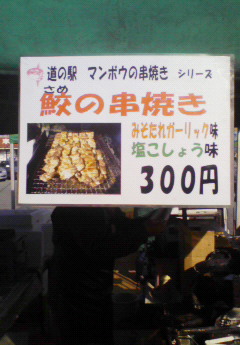 道の駅 マンボウの串焼き シリーズ
鮫の串焼き
さめ
みそだれガーリック味
塩こしょう味
300円